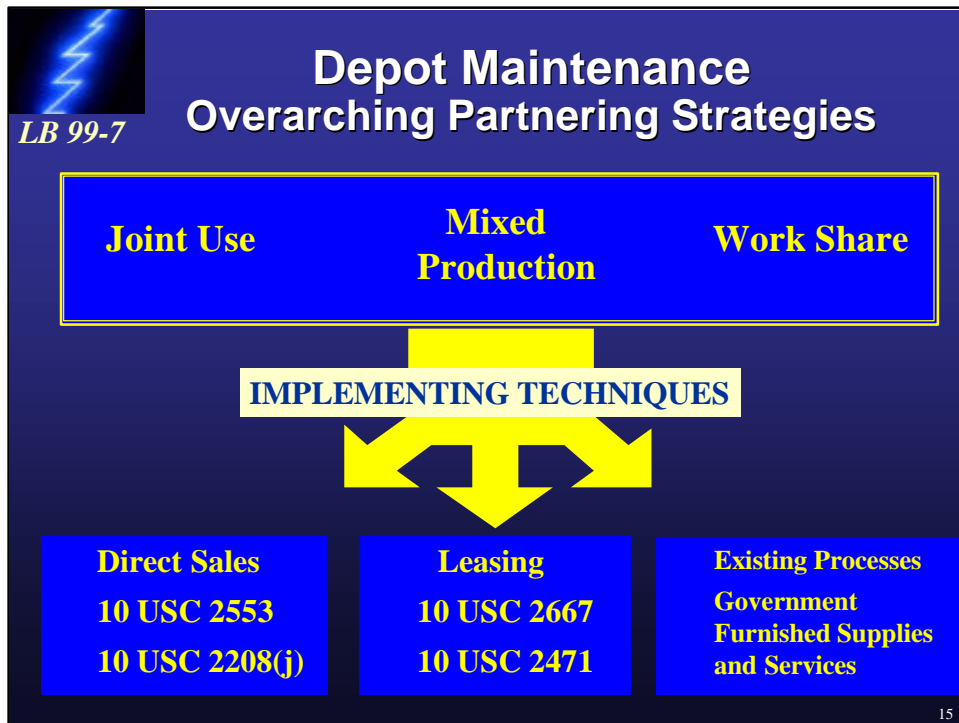 Depot Maintenance
Overarching Partnering Strategies
LB 99-7
Joint Use
Mixed
Production
Work Share
IMPLEMENTING TECHNIQUES
Direct Sales
10 USC 2553
10 USC 2208(j)
Leasing
10 USC 2667
10 USC 2471
Existing Processes
Government
Furnished Supplies
and Services
15